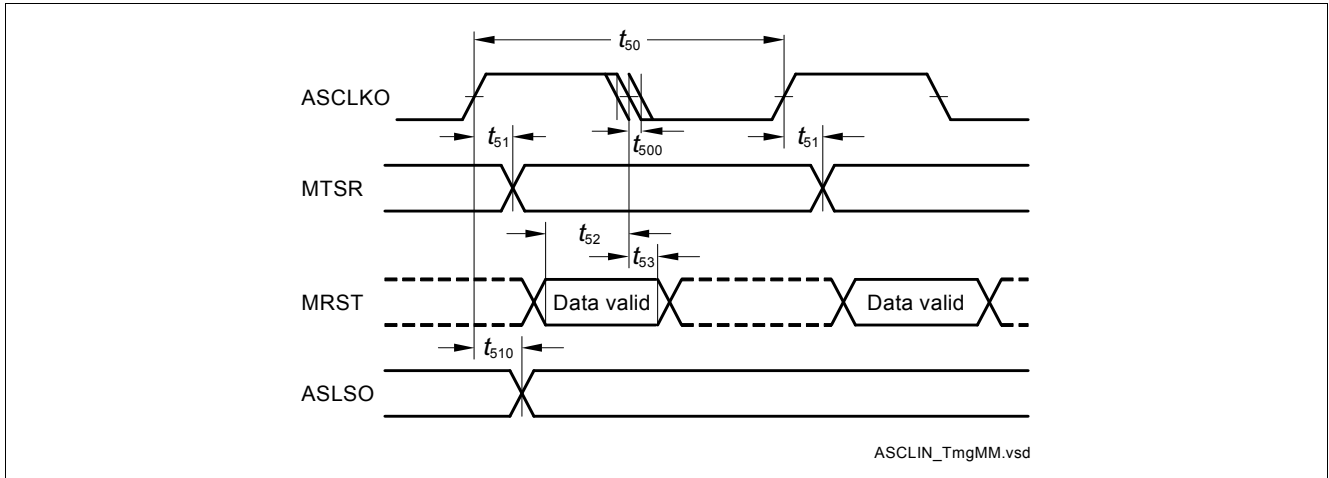 t50
ASCLKO
t51
t500
t51
MTSR
t52
t53
MRST
Data valid
Data valid
t510
ASLSO
ASCLIN_TmgMM.vsd